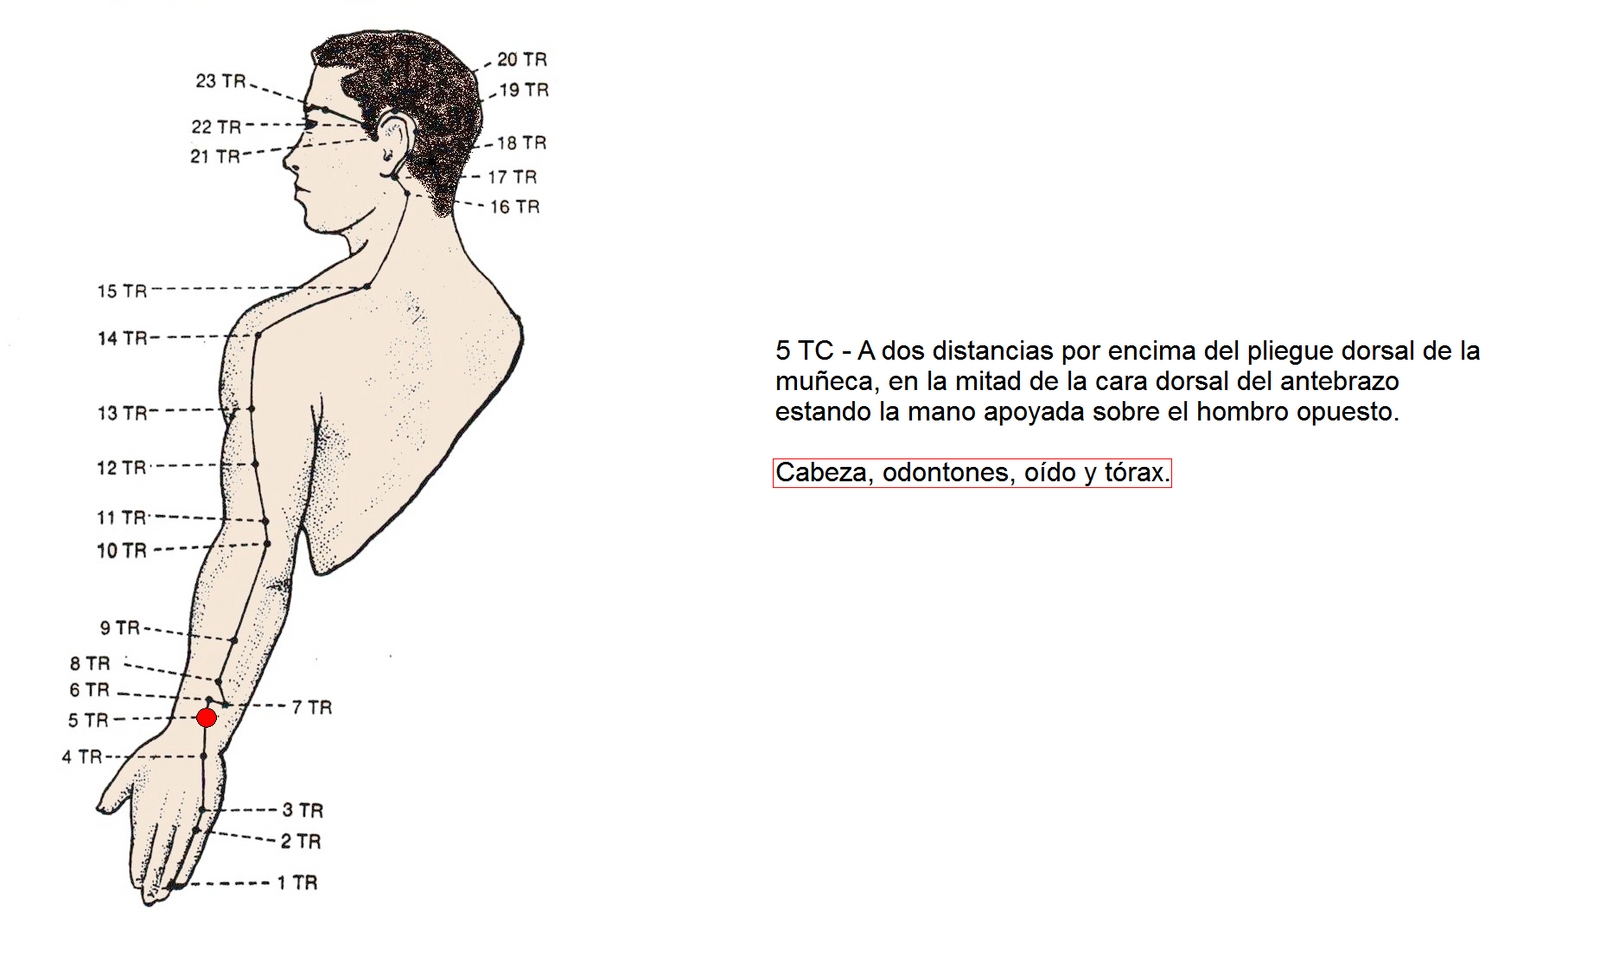 20 TR
23 TR
19 TR
22 TR
18 TR
21 TR
17 TR
16 TR
15 TR
14 TR
13 TR
12 TR
11 TR
10 TR
9 TR
8 TR
6 TR
7 TR
5 TR
4 TR
3 TR
2 TR
1 TR
5 TC - A dos distancias por encima del pliegue dorsal de la
muñeca, en la mitad de la cara dorsal del antebrazo
estando la mano apoyada sobre el hombro opuesto.
Cabeza, odontones, oído y tórax.